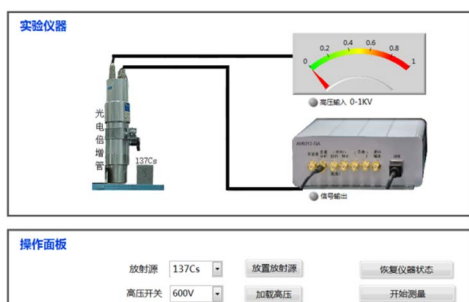 实验仪器
0 0.2 0.4 0.6 0.8 1
高压输入 0-1KV
光电倍增管
137Cs
信号输出
操作面板
放射源 137Cs 放置放射源 恢复仪器状态
高压开关 600V 加载高压 开始测量